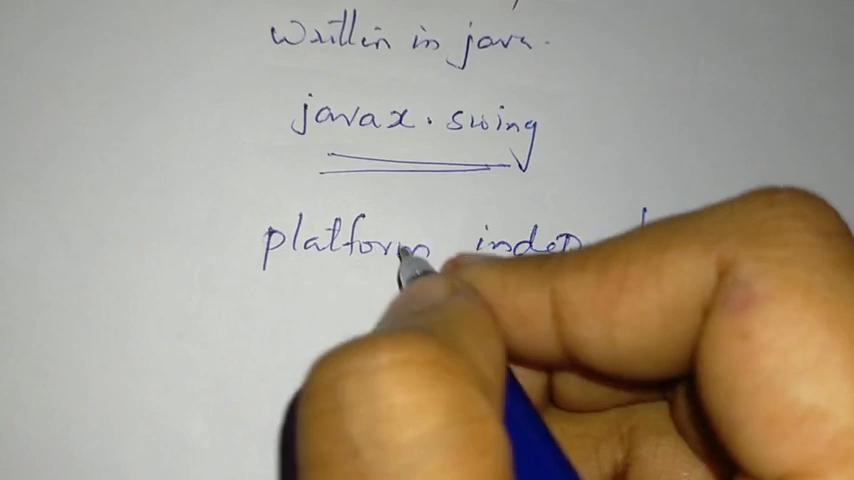 written in java.
javax.swing
platform